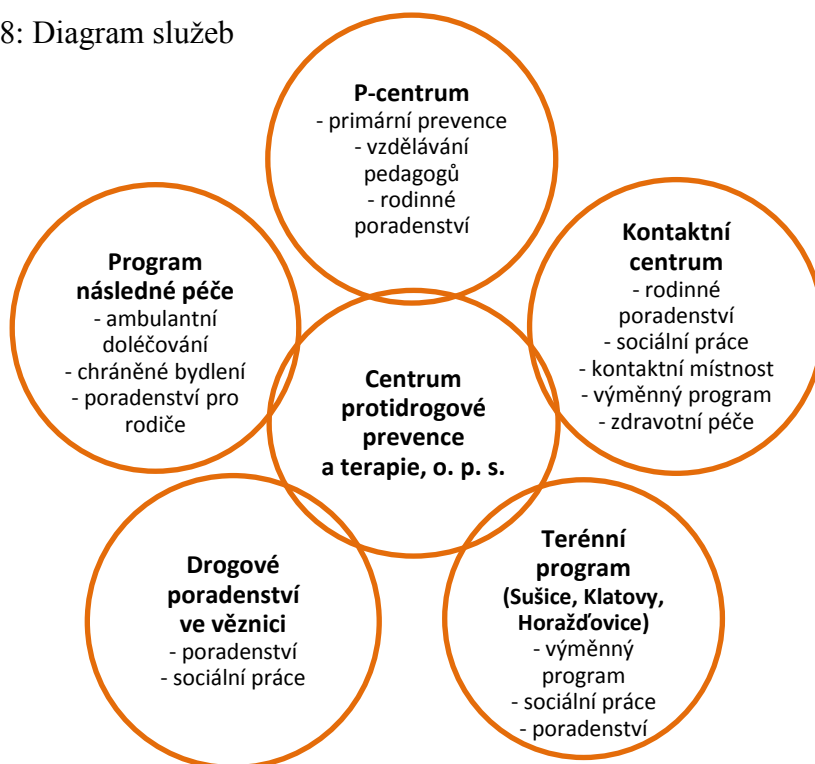 8: Diagram služeb
P-centrum
- primární prevence
- vzdělávání
pedagogů
- rodinné
poradenství
Kontaktní
centrum
- rodinné
poradenství
- sociální práce
- kontaktní místnost
- výměnný program
- zdravotní péče
Terénní
program
(Sušice, Klatovy,
Horažďovice)
- výměnný
program
- sociální práce
- poradenství
Drogové
poradenství
ve věznici
- poradenství
- sociální práce
Program
následné péče
- ambulantní
doléčování
- chráněné bydlení
- poradenství pro
rodiče
Centrum
protidrogové
prevence
a terapie, o. p. s.